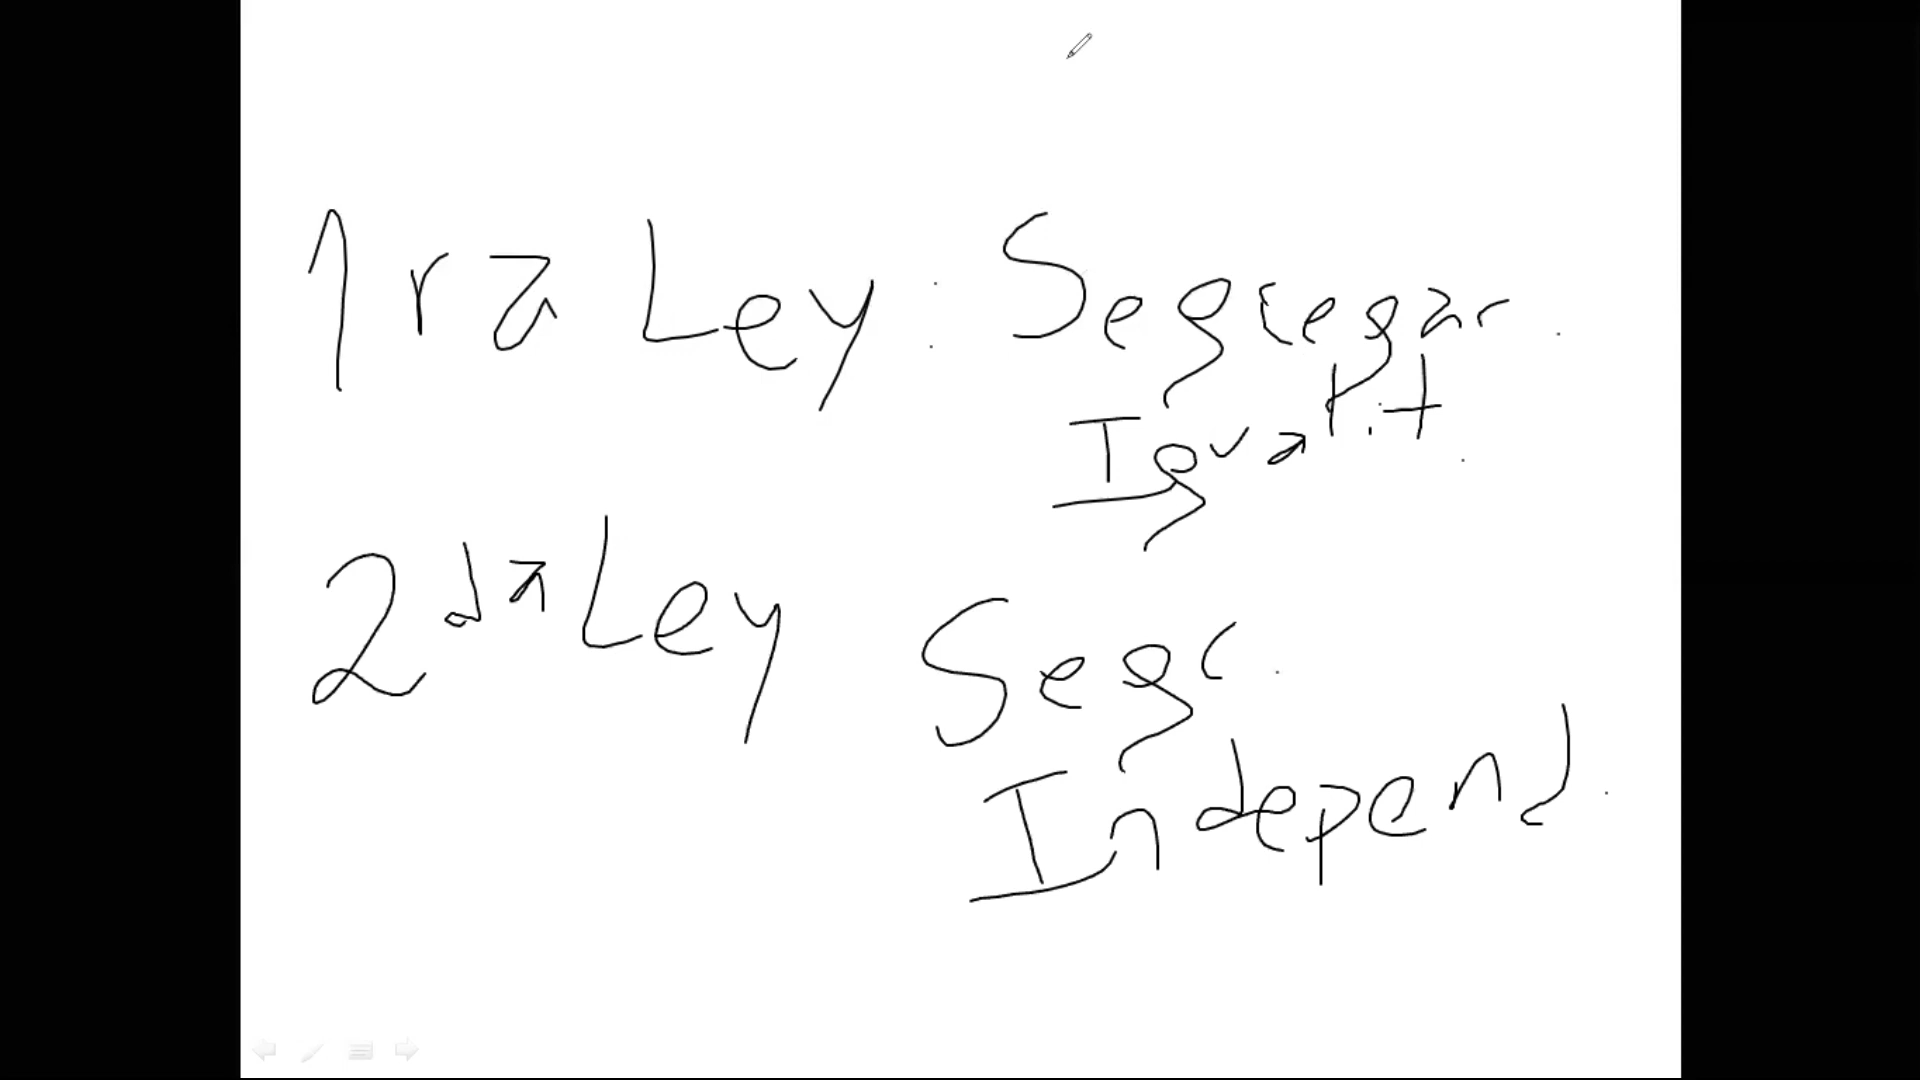 1ra Ley: Segregar.
Igualit.
2da Ley Segr.
Independ.